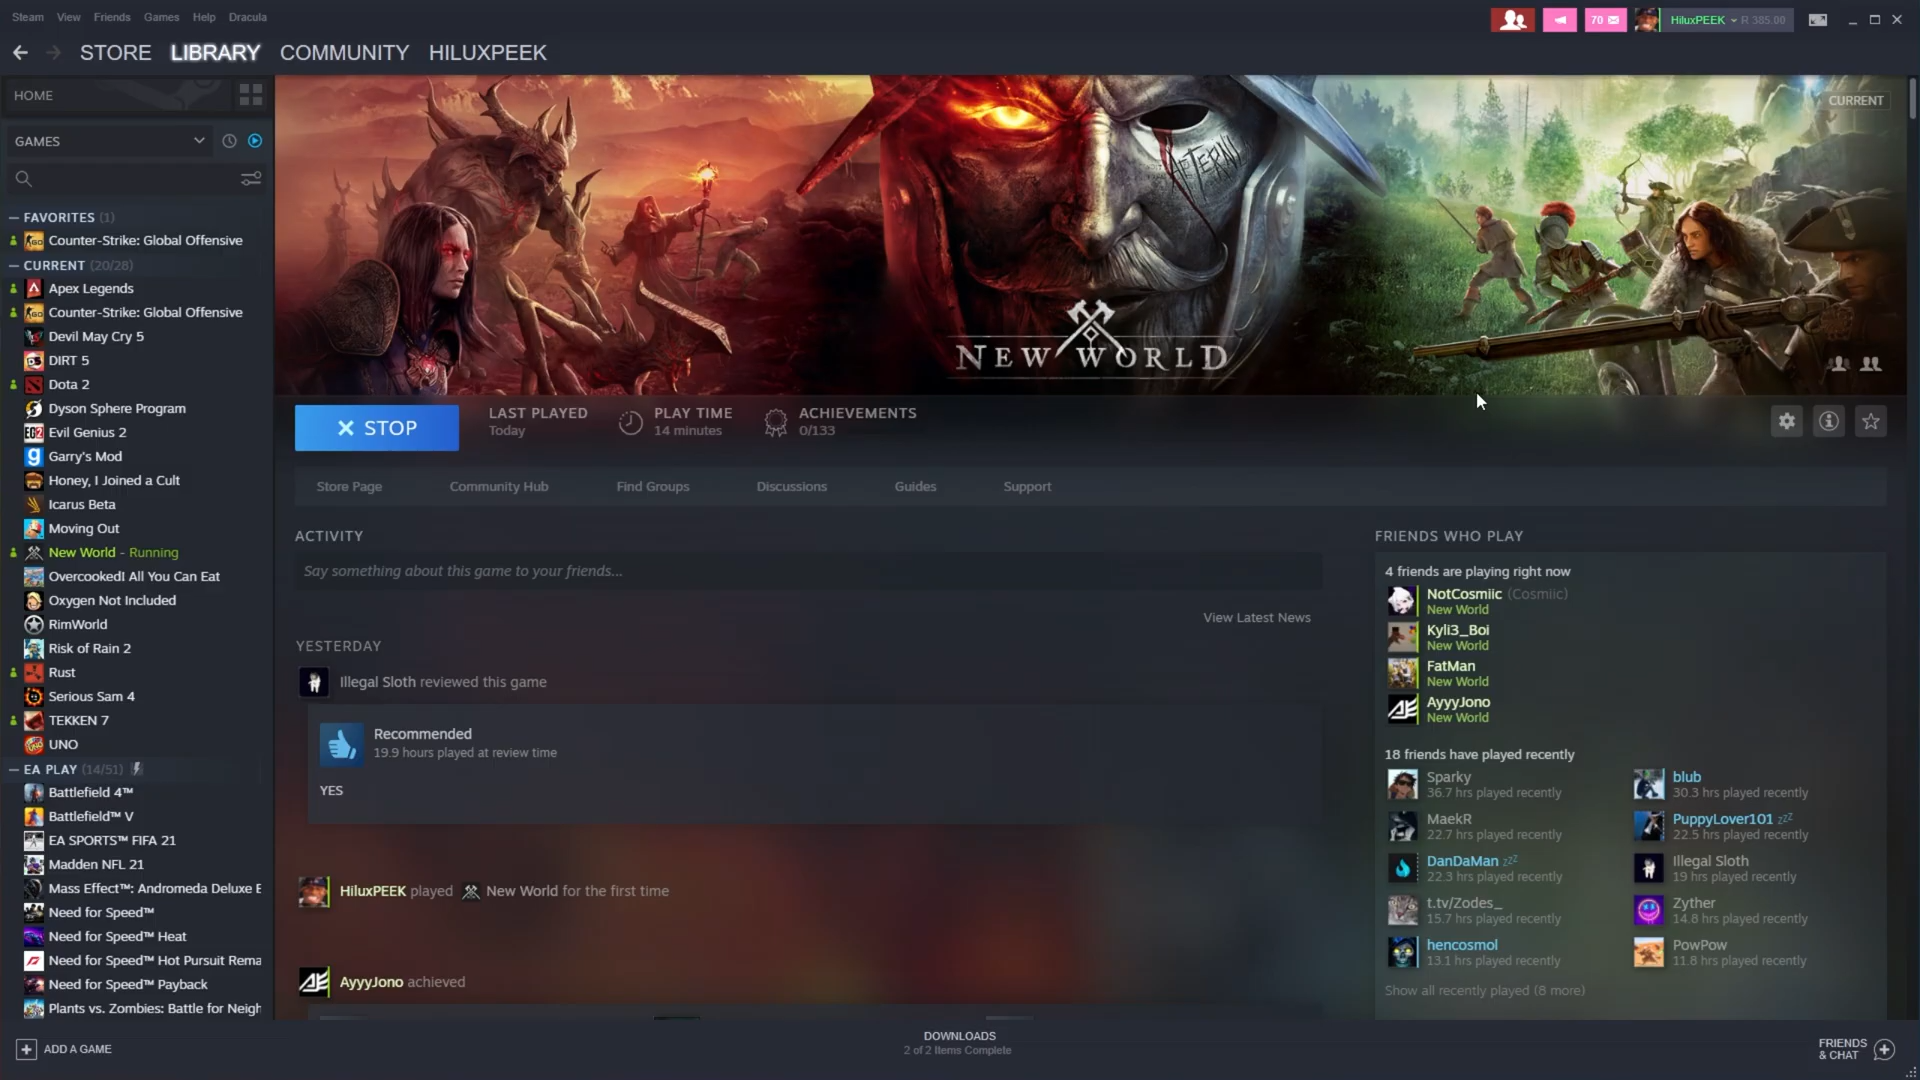 Steam View Friends Games Help Dracula
70 HiluxPEEK R 385.00
STORE LIBRARY COMMUNITY HILUXPEEK
HOME
GAMES
— FAVORITES (1)
Counter-Strike: Global Offensive
— CURRENT (20/28)
Apex Legends
Counter-Strike: Global Offensive
Devil May Cry 5
DIRT 5
Dota 2
Dyson Sphere Program
Evil Genius 2
Garry's Mod
Honey, I Joined a Cult
Icarus Beta
Moving Out
New World - Running
Overcooked! All You Can Eat
Oxygen Not Included
RimWorld
Risk of Rain 2
Rust
Serious Sam 4
TEKKEN 7
UNO
— EA PLAY (14/51)
Battlefield 4™
Battlefield™ V
EA SPORTS™ FIFA 21
Madden NFL 21
Mass Effect™: Andromeda Deluxe E
Need for Speed™
Need for Speed™ Heat
Need for Speed™ Hot Pursuit Rema
Need for Speed™ Payback
Plants vs. Zombies: Battle for Neigh
CURRENT
AETERNUM
NEW WORLD
STOP
LAST PLAYED
Today
PLAY TIME
14 minutes
ACHIEVEMENTS
0/133
Store Page Community Hub Find Groups Discussions Guides Support
ACTIVITY
Say something about this game to your friends...
View Latest News
YESTERDAY
Illegal Sloth reviewed this game
Recommended
19.9 hours played at review time
YES
HiluxPEEK played New World for the first time
AyyyJono achieved
FRIENDS WHO PLAY
4 friends are playing right now
NotCosmiic (Cosmiic)
New World
Kyli3_Boi
New World
FatMan
New World
AyyyJono
New World
18 friends have played recently
Sparky
36.7 hrs played recently
blub
30.3 hrs played recently
MaekR
22.7 hrs played recently
PuppyLover101 zzZ
22.5 hrs played recently
DanDaMan zzZ
22.3 hrs played recently
Illegal Sloth
19 hrs played recently
t.tv/Zodes_
15.7 hrs played recently
Zyther
14.8 hrs played recently
hencosmol
13.1 hrs played recently
PowPow
11.8 hrs played recently
Show all recently played (8 more)
ADD A GAME
DOWNLOADS
2 of 2 Items Complete
FRIENDS
& CHAT